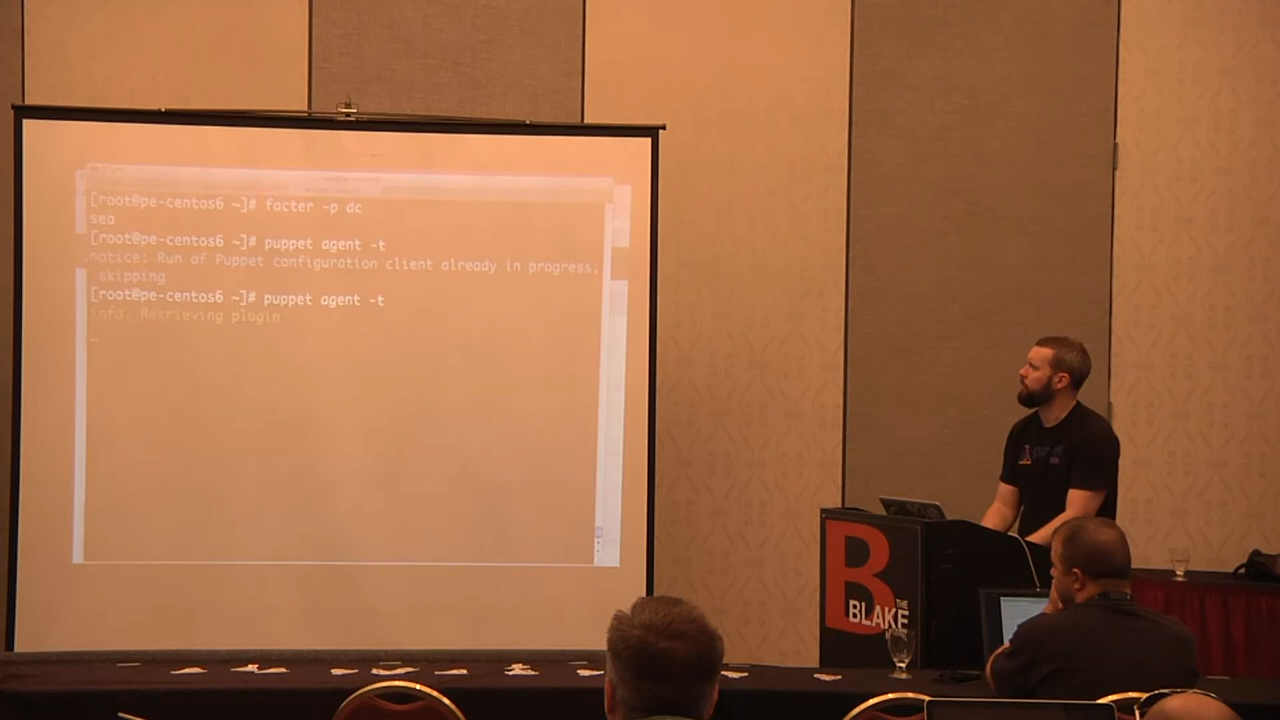 [root@pe-centos6 ~]# facter -p dc
sea
[root@pe-centos6 ~]# puppet agent -t
notice: Run of Puppet configuration client already in progress;
skipping
[root@pe-centos6 ~]# puppet agent -t
info: Retrieving plugin
B
THE
BLAKE